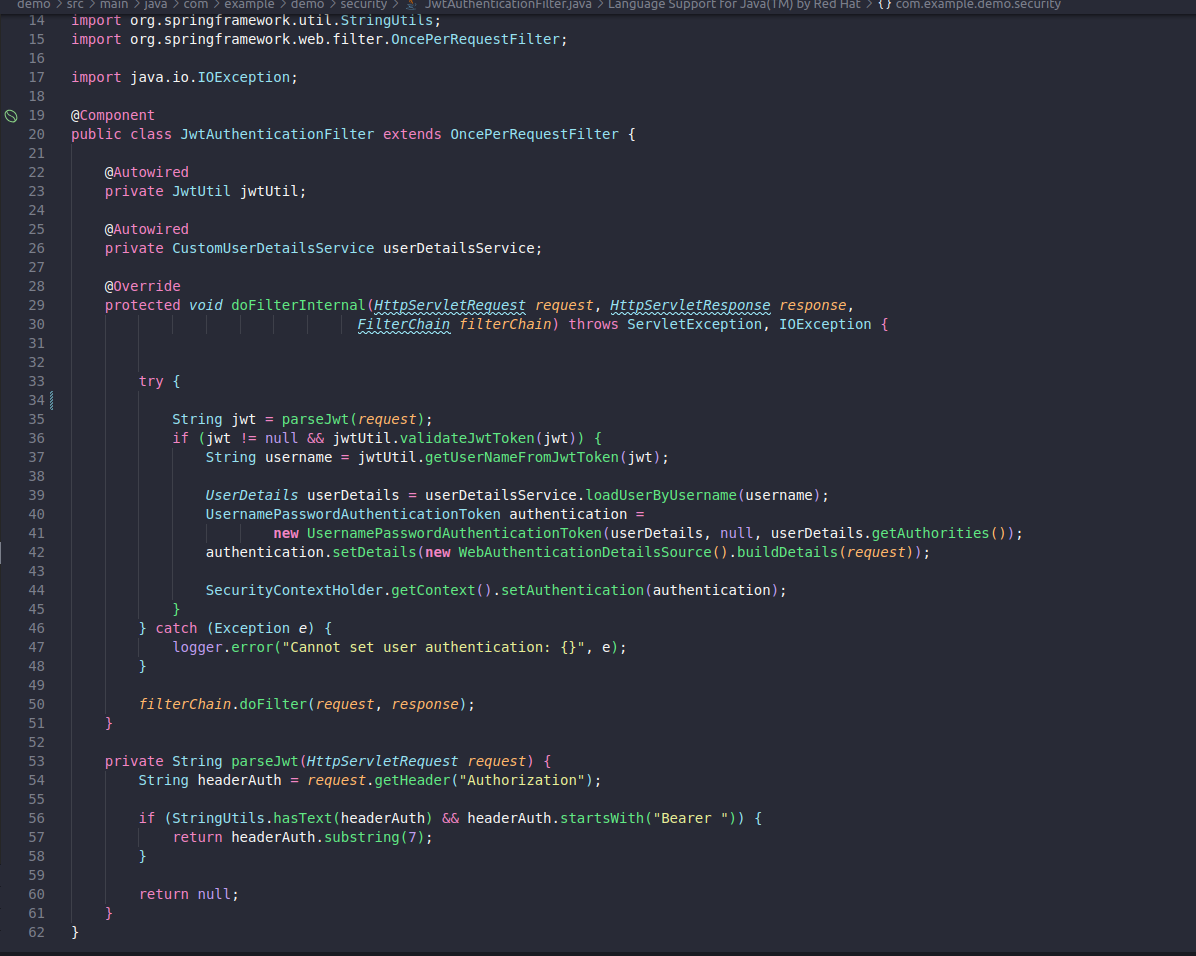 demo > src > main > java > com > example > demo > security > JwtAuthenticationFilter.java > Language Support for Java(TM) by Red Hat > {} com.example.demo.security
14 import org.springframework.util.StringUtils;
15 import org.springframework.web.filter.OncePerRequestFilter;
16
17 import java.io.IOException;
18
19 @Component
20 public class JwtAuthenticationFilter extends OncePerRequestFilter {
21
22     @Autowired
23     private JwtUtil jwtUtil;
24
25     @Autowired
26     private CustomUserDetailsService userDetailsService;
27
28     @Override
29     protected void doFilterInternal(HttpServletRequest request, HttpServletResponse response,
30                                   FilterChain filterChain) throws ServletException, IOException {
31
32
33         try {
34
35             String jwt = parseJwt(request);
36             if (jwt != null && jwtUtil.validateJwtToken(jwt)) {
37                 String username = jwtUtil.getUserNameFromJwtToken(jwt);
38
39                 UserDetails userDetails = userDetailsService.loadUserByUsername(username);
40                 UsernamePasswordAuthenticationToken authentication =
41                         new UsernamePasswordAuthenticationToken(userDetails, null, userDetails.getAuthorities());
42                 authentication.setDetails(new WebAuthenticationDetailsSource().buildDetails(request));
43
44                 SecurityContextHolder.getContext().setAuthentication(authentication);
45             }
46         } catch (Exception e) {
47             logger.error("Cannot set user authentication: {}", e);
48         }
49
50         filterChain.doFilter(request, response);
51     }
52
53     private String parseJwt(HttpServletRequest request) {
54         String headerAuth = request.getHeader("Authorization");
55
56         if (StringUtils.hasText(headerAuth) && headerAuth.startsWith("Bearer ")) {
57             return headerAuth.substring(7);
58         }
59
60         return null;
61     }
62 }